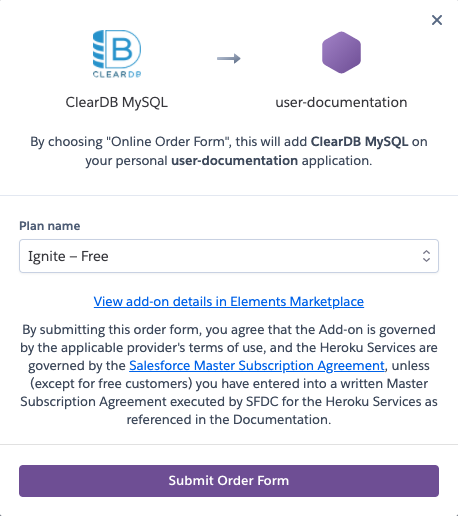 CLEARDB
ClearDB MySQL
user-documentation
By choosing "Online Order Form", this will add ClearDB MySQL on
your personal user-documentation application.
Plan name
Ignite – Free
View add-on details in Elements Marketplace
By submitting this order form, you agree that the Add-on is governed
by the applicable provider's terms of use, and the Heroku Services are
governed by the Salesforce Master Subscription Agreement, unless
(except for free customers) you have entered into a written Master
Subscription Agreement executed by SFDC for the Heroku Services as
referenced in the Documentation.
Submit Order Form